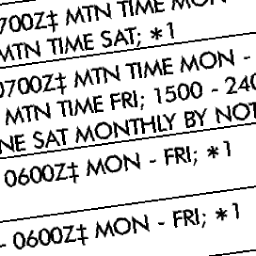 700Z‡ MTN TIME MON
MTN TIME SAT; *1
0700Z‡ MTN TIME MON -
MTN TIME FRI; 1500 - 240
NE SAT MONTHLY BY NOT
0600Z‡ MON - FRI; *1
- 0600Z‡ MON - FRI; *1